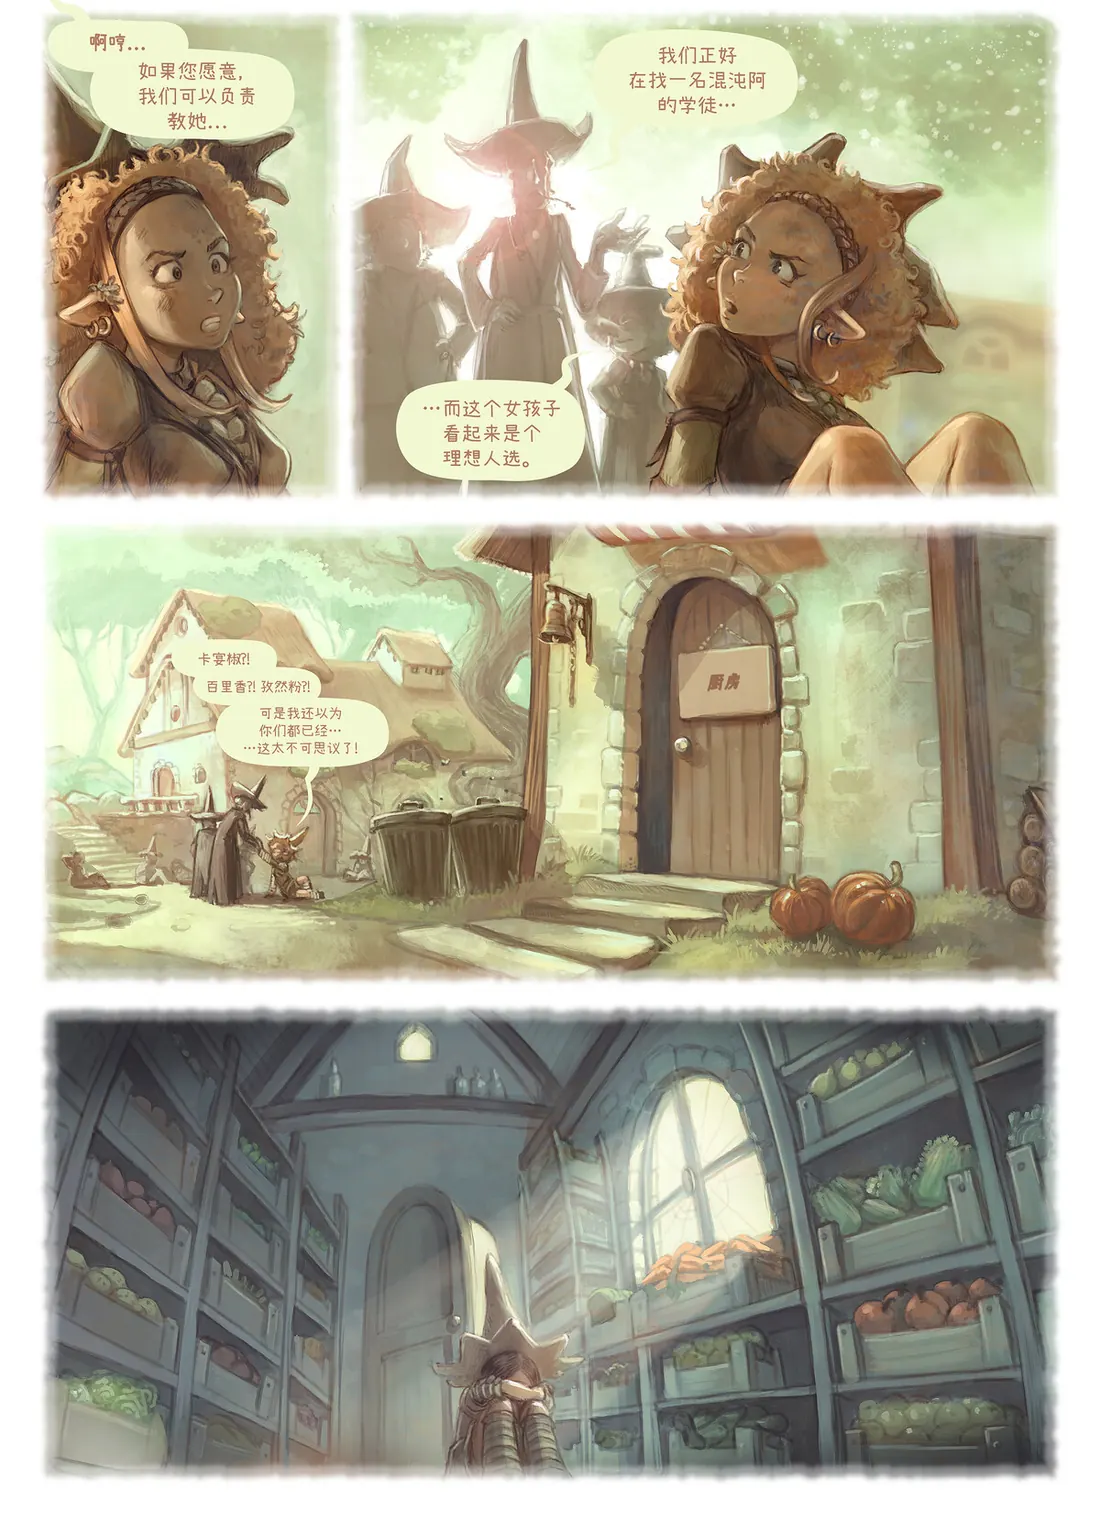 啊哼…
如果您愿意,
我们可以负责
教她…
我们正好
在找一名混沌阿
的学徒…
…而这个女孩子
看起来是个
理想人选。
卡宴椒?!
百里香?! 孜然粉?!
可是我还以为
你们都已经…
…这太不可思议了!
厨房